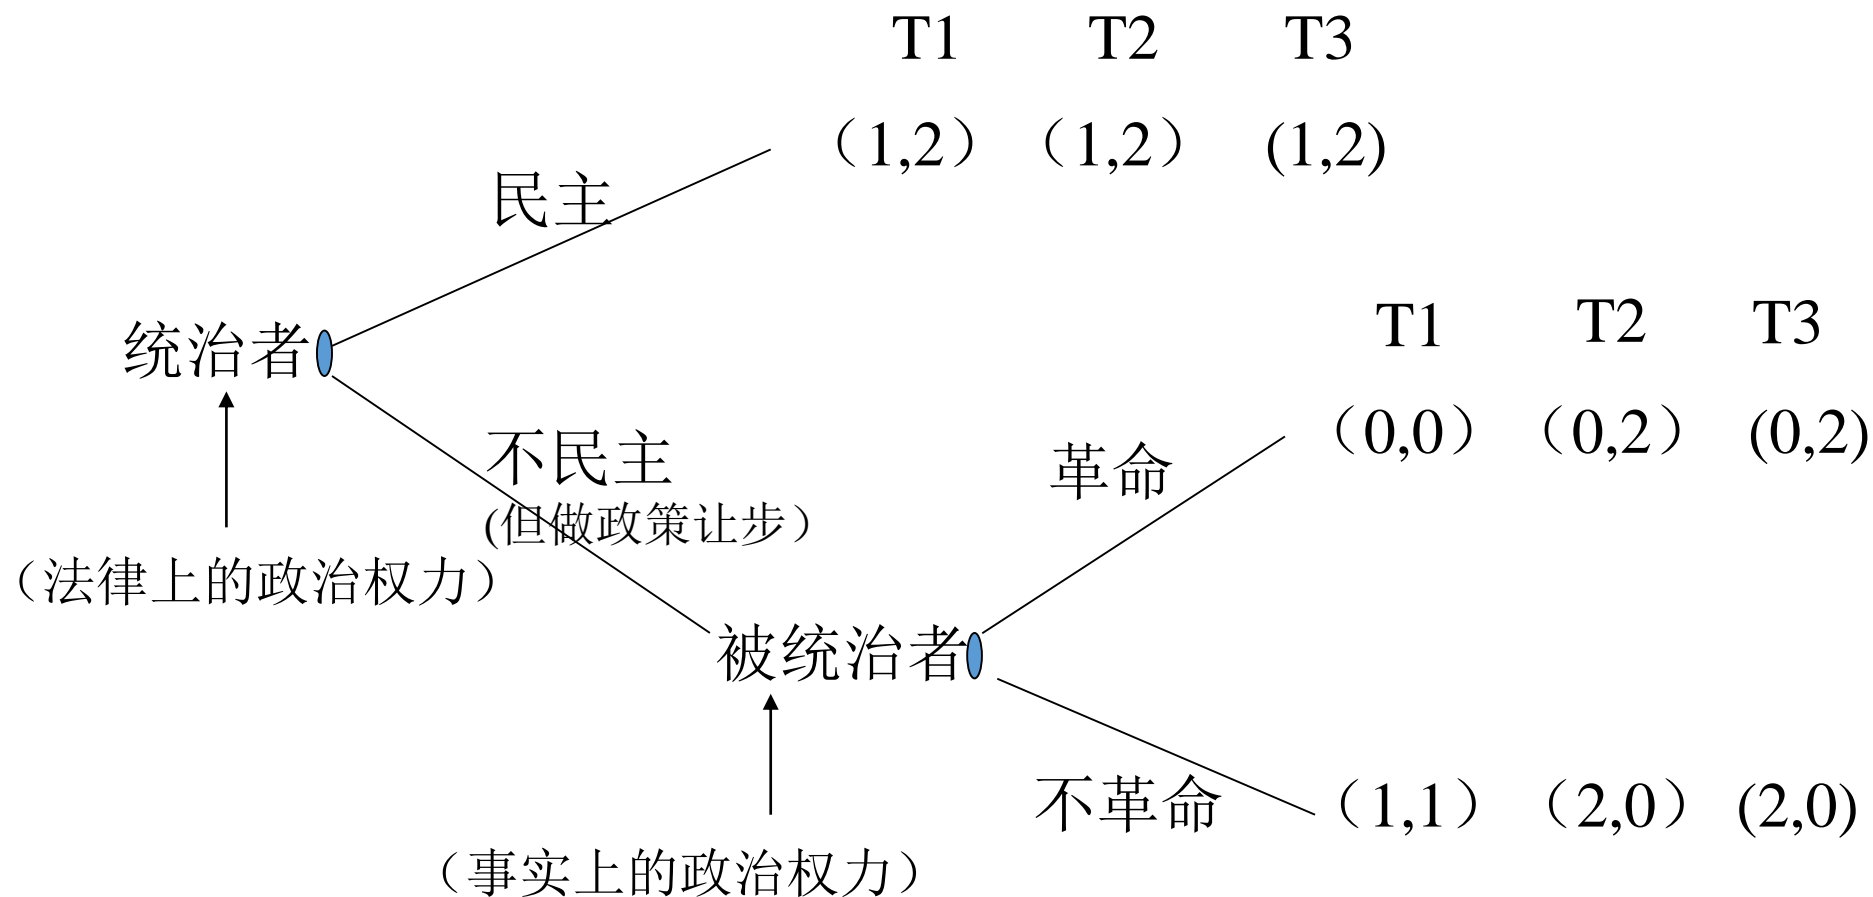 T1 T2 T3
（1,2） （1,2） (1,2)
民主
统治者
T1 T2 T3
（0,0） （0,2） (0,2)
不民主
革命
(但做政策让步）
（法律上的政治权力）
被统治者
不革命
（1,1） （2,0） (2,0)
（事实上的政治权力）